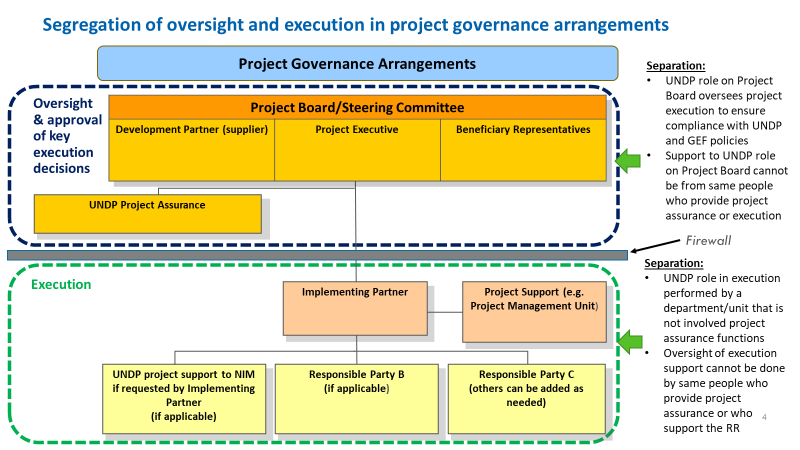 Segregation of oversight and execution in project governance arrangements
Project Governance Arrangements
Oversight
& approval
of key
execution
decisions
Project Board/Steering Committee
Development Partner (supplier)
Project Executive
Beneficiary Representatives
UNDP Project Assurance
Separation:
• UNDP role on Project
Board oversees project
execution to ensure
compliance with UNDP
and GEF policies
• Support to UNDP role
on Project Board cannot
be from same people
who provide project
assurance or execution
Firewall
Execution
Implementing Partner
Project Support (e.g.
Project Management Unit)
UNDP project support to NIM
if requested by Implementing
Partner
(if applicable)
Responsible Party B
(if applicable)
Responsible Party C
(others can be added as
needed)
Separation:
• UNDP role in execution
performed by a
department/unit that is
not involved project
assurance functions
• Oversight of execution
support cannot be done
by same people who
provide project
assurance or who
support the RR
4